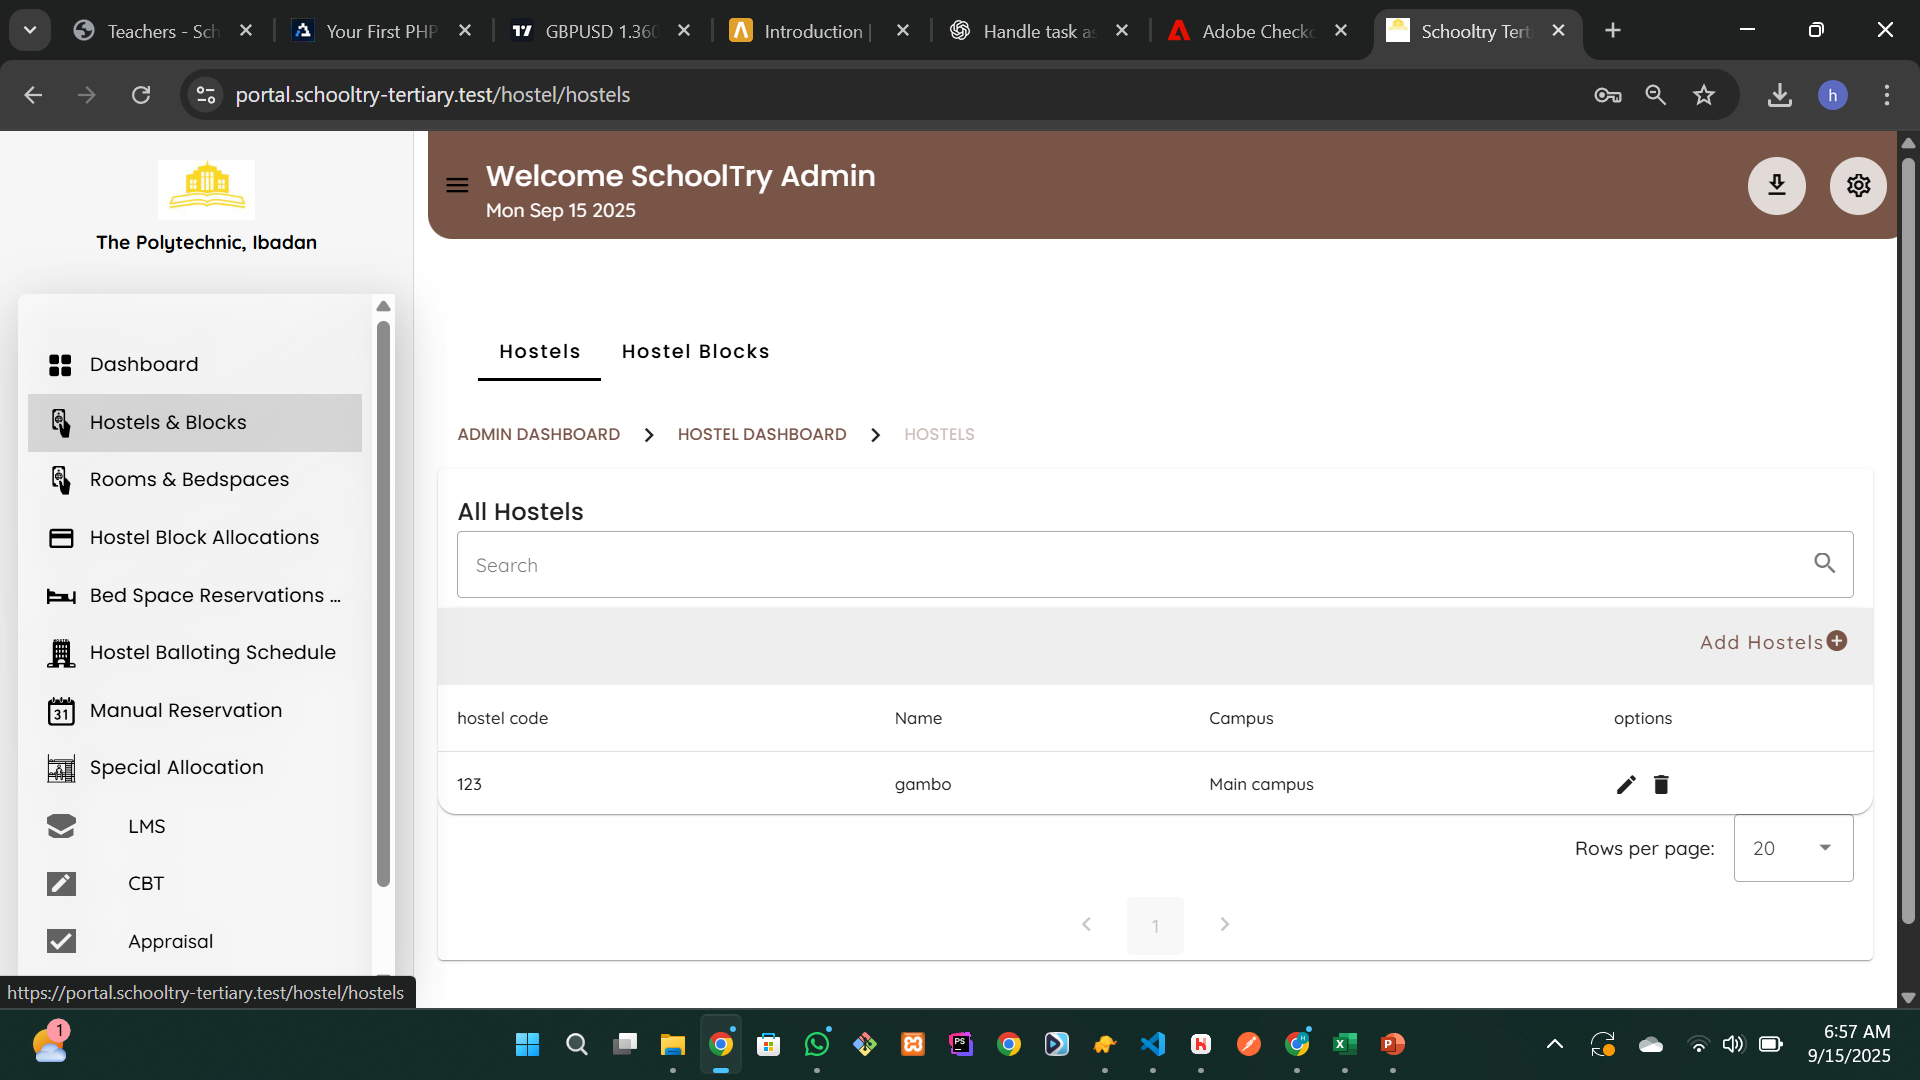 Teachers - Sch
Your First PHP
GBPUSD 1.360
Introduction |
Handle task as
Adobe Checko
Schooltry Terti
portal.schooltry-tertiary.test/hostel/hostels
h
The Polytechnic, Ibadan
Welcome SchoolTry Admin
Mon Sep 15 2025
Dashboard
Hostels & Blocks
Rooms & Bedspaces
Hostel Block Allocations
Bed Space Reservations ...
Hostel Balloting Schedule
31
Manual Reservation
Special Allocation
LMS
CBT
Appraisal
Hostels
Hostel Blocks
ADMIN DASHBOARD
HOSTEL DASHBOARD
HOSTELS
All Hostels
Search
Add Hostels
hostel code
Name
Campus
options
123
gambo
Main campus
Rows per page:
20
1
https://portal.schooltry-tertiary.test/hostel/hostels
1
6:57 AM
9/15/2025